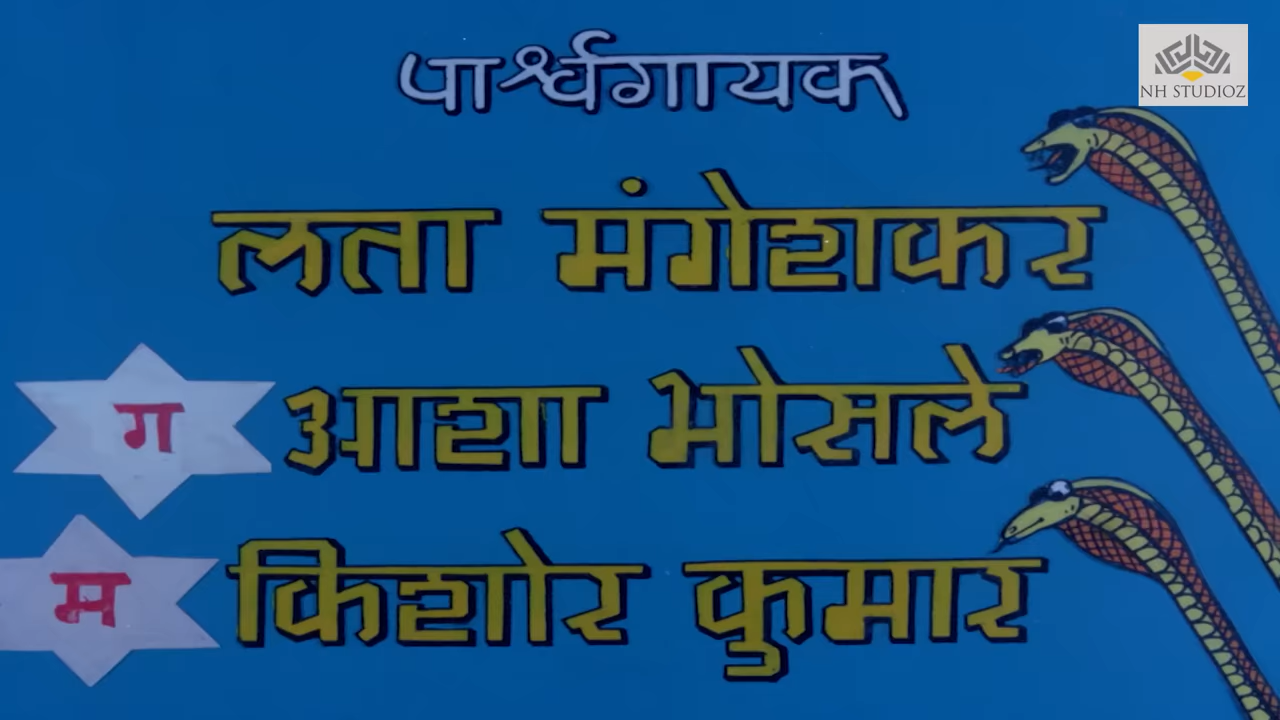 NH STUDIOZ
पार्श्वगायक
लता मंगेशकर
ग आशा भोसले
म किशोर कुमार